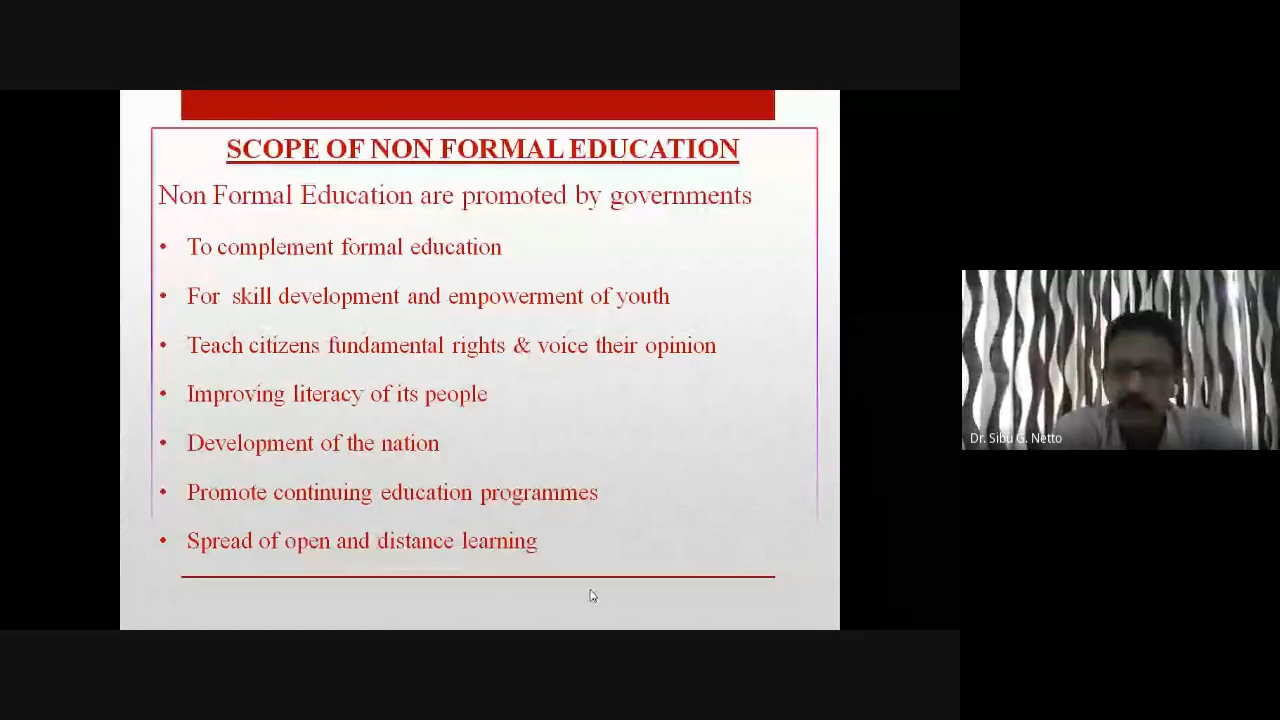 SCOPE OF NON FORMAL EDUCATION
Non Formal Education are promoted by governments
• To complement formal education
• For skill development and empowerment of youth
• Teach citizens fundamental rights & voice their opinion
• Improving literacy of its people
• Development of the nation
• Promote continuing education programmes
• Spread of open and distance learning
Dr. Sibu G. Netto